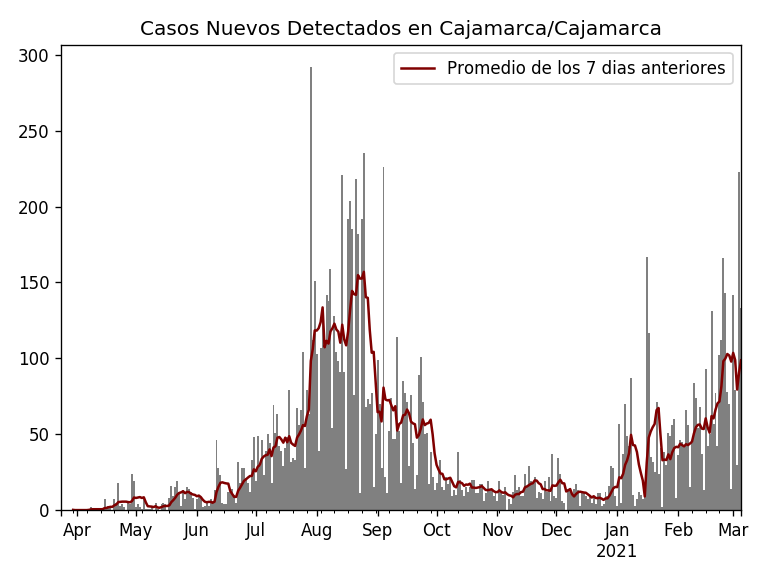 Casos Nuevos Detectados en Cajamarca/Cajamarca
Promedio de los 7 dias anteriores
300
250
200
150
100
50
0
Apr May Jun Jul Aug Sep Oct Nov Dec Jan Feb Mar
2021